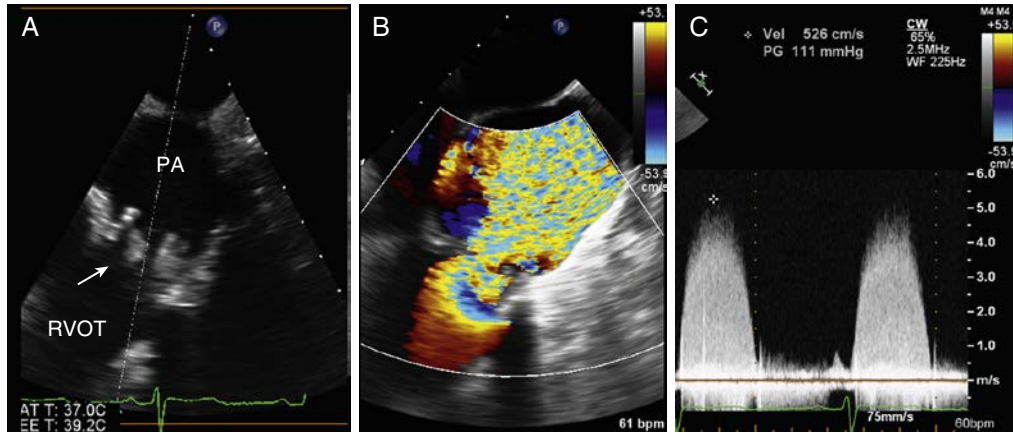 A
P
PA
RVOT
AT T: 37.0C
EE T: 39.2C
B
P
+53.
-53.9
cm/s
61 bpm
C
Vel 526 cm/s
PG 111 mmHg
CW
65%
2.5MHz
WF 225Hz
M4 M4
+53.
-53.9
cm/s
6.0
5.0
4.0
3.0
2.0
1.0
m/s
75mm/s
60bpm